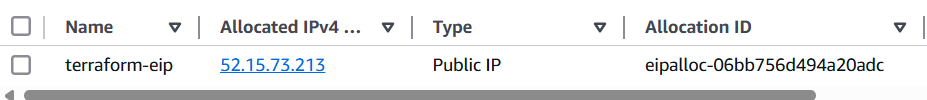 Name Allocated IPv4 ... Type Allocation ID
terraform-eip 52.15.73.213 Public IP eipalloc-06bb756d494a20adc